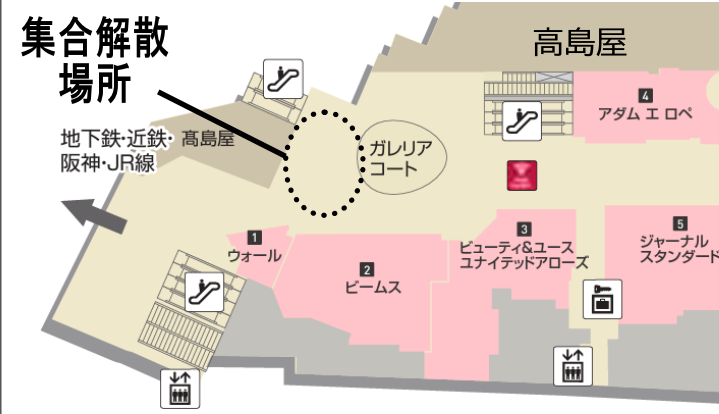 集合解散
場所
高島屋
地下鉄・近鉄・
阪神・JR線
髙島屋
ガレリア
コート
4
アダム エ ロペ
1
ウォール
2
ビームス
3
ビューティ&ユース
ユナイテッドアローズ
5
ジャーナル
スタンダード